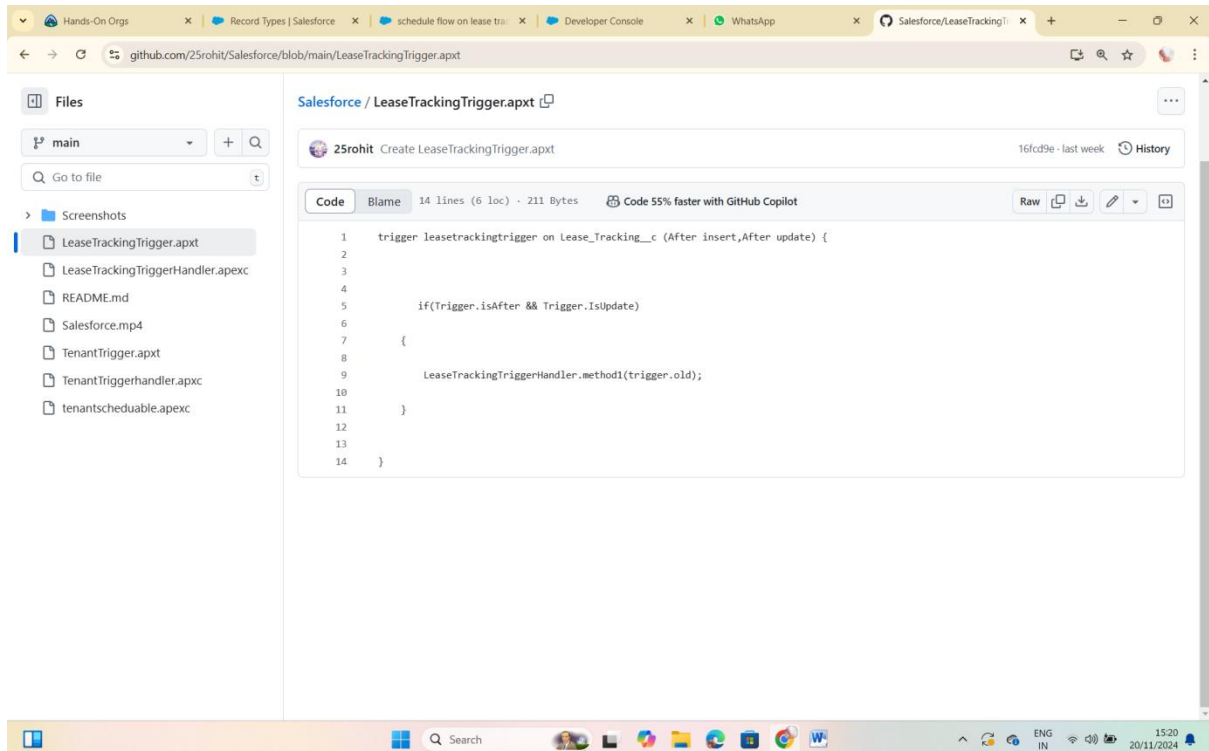 Hands-On Orgs
Record Types | Salesforce
schedule flow on lease tra
Developer Console
WhatsApp
Salesforce/LeaseTrackingTr
github.com/25rohit/Salesforce/blob/main/LeaseTrackingTrigger.apxt
Files
main
Go to file
t
Screenshots
LeaseTrackingTrigger.apxt
LeaseTrackingTriggerHandler.apexc
README.md
Salesforce.mp4
TenantTrigger.apxt
TenantTriggerhandler.apxc
tenantscheduable.apexc
Salesforce / LeaseTrackingTrigger.apxt
25rohit Create LeaseTrackingTrigger.apxt
16fcd9e · last week History
Code Blame 14 lines (6 loc) · 211 Bytes Code 55% faster with GitHub Copilot Raw
1 trigger leasetrackingtrigger on Lease_Tracking__c (After insert,After update) {
2
3
4
5 if(Trigger.isAfter && Trigger.IsUpdate)
6
7 {
8
9 LeaseTrackingTriggerHandler.method1(trigger.old);
10
11 }
12
13
14 }
Search
ENG
IN
15:20
20/11/2024